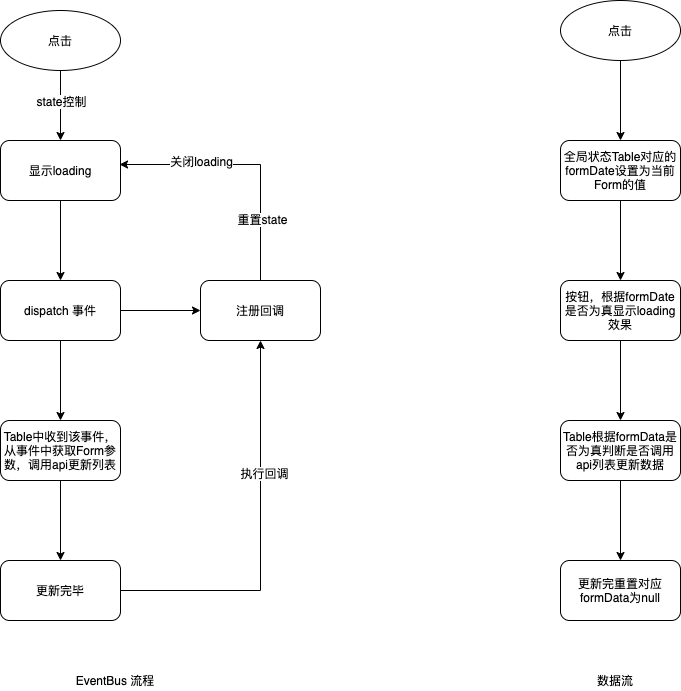 点击
state控制
显示loading
关闭loading
重置state
dispatch 事件
注册回调
Table中收到该事件，
从事件中获取Form参
数，调用api更新列表
执行回调
更新完毕
EventBus 流程
点击
全局状态Table对应的
formDate设置为当前
Form的值
按钮，根据formDate
是否为真显示loading
效果
Table根据formData是
否为真判断是否调用
api列表更新数据
更新完重置对应
formData为null
数据流